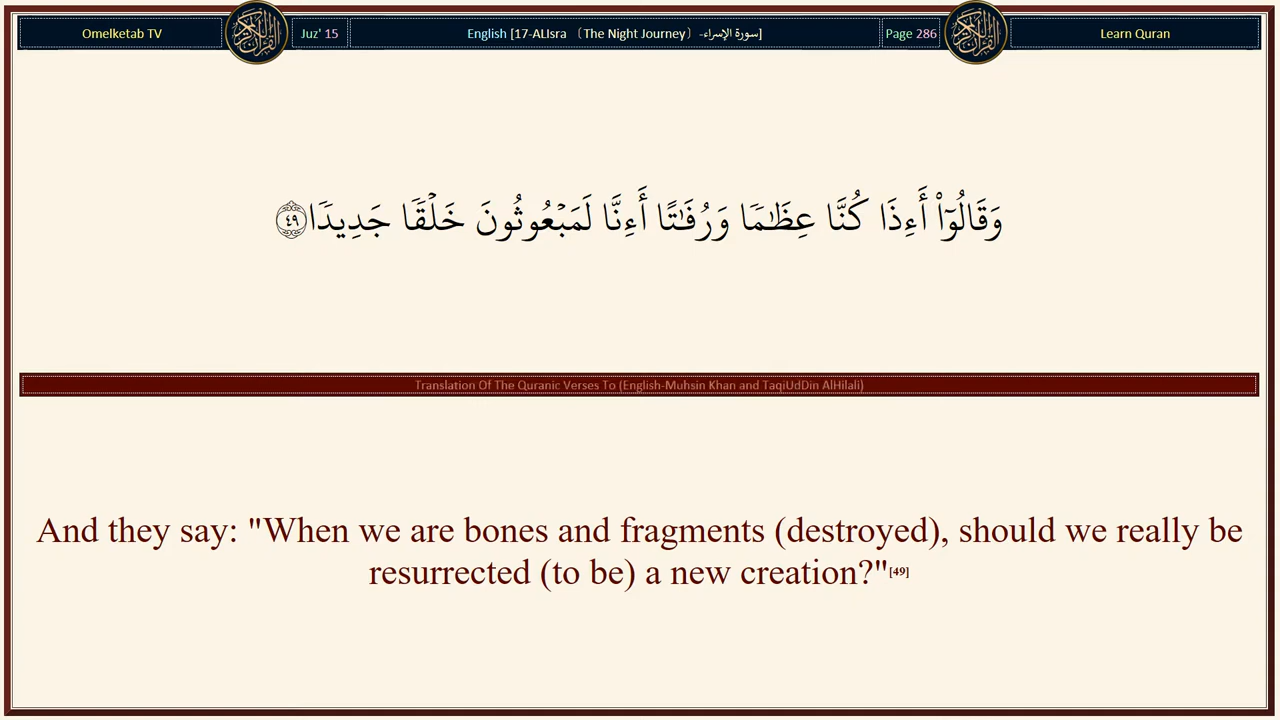 Omelketab TV
Juz' 15
English [17-ALIsra 〔The Night Journey〕 -سورة الإسراء]
Page 286
Learn Quran
وَقَالُوٓا۟ أَءِذَا كُنَّا عِظَـٰمًۭا وَرُفَـٰتًا أَءِنَّا لَمَبْعُوثُونَ خَلْقًۭا جَدِيدًۭا ﴿٤٩﴾
Translation Of The Quranic Verses To (English-Muhsin Khan and TaqiUdDin AlHilali)
And they say: "When we are bones and fragments (destroyed), should we really be
resurrected (to be) a new creation?"[49]